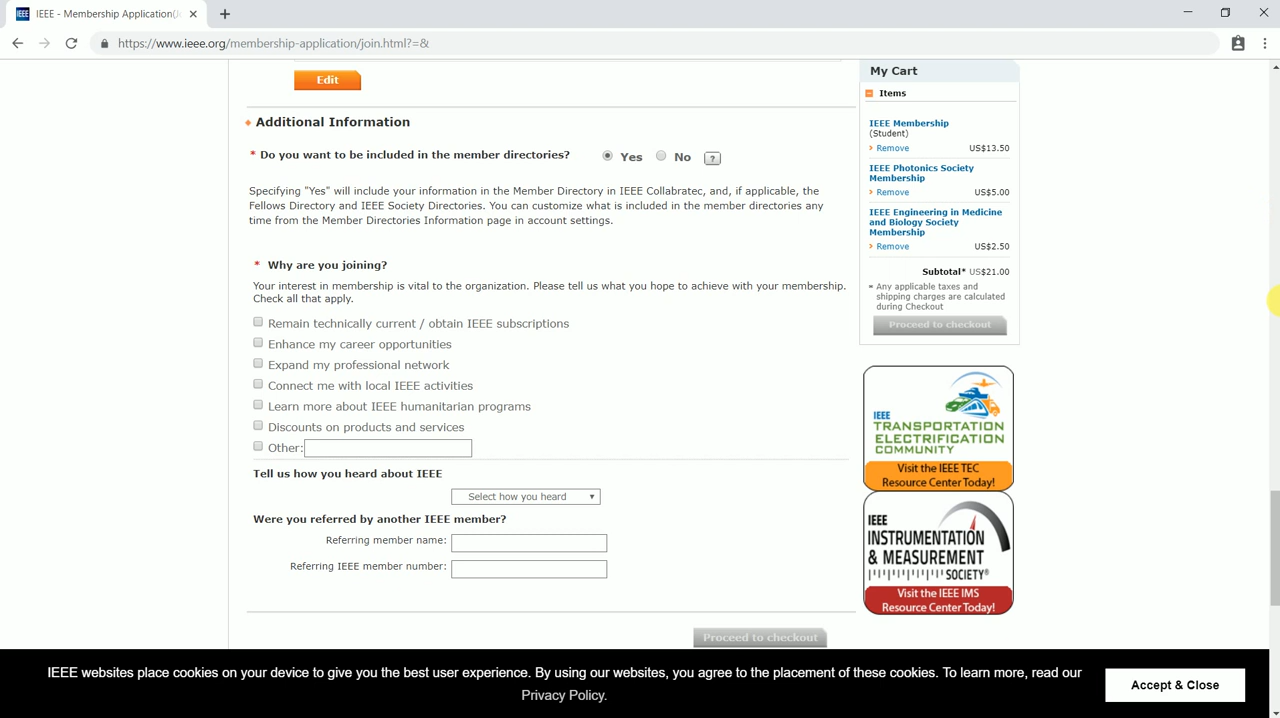 IEEE - Membership Application(J
https://www.ieee.org/membership-application/join.html?=&
Edit
Additional Information
* Do you want to be included in the member directories? Yes No ?
Specifying "Yes" will include your information in the Member Directory in IEEE Collabratec, and, if applicable, the
Fellows Directory and IEEE Society Directories. You can customize what is included in the member directories any
time from the Member Directories Information page in account settings.
* Why are you joining?
Your interest in membership is vital to the organization. Please tell us what you hope to achieve with your membership.
Check all that apply.
Remain technically current / obtain IEEE subscriptions
Enhance my career opportunities
Expand my professional network
Connect me with local IEEE activities
Learn more about IEEE humanitarian programs
Discounts on products and services
Other:
Tell us how you heard about IEEE
Select how you heard
Were you referred by another IEEE member?
Referring member name:
Referring IEEE member number:
Proceed to checkout
My Cart
Items
IEEE Membership
(Student)
Remove US$13.50
IEEE Photonics Society
Membership
Remove US$5.00
IEEE Engineering in Medicine
and Biology Society
Membership
Remove US$2.50
Subtotal* US$21.00
* Any applicable taxes and
shipping charges are calculated
during Checkout
Proceed to checkout
IEEE
TRANSPORTATION
ELECTRIFICATION
COMMUNITY
Visit the IEEE TEC
Resource Center Today!
IEEE
INSTRUMENTATION
& MEASUREMENT
SOCIETY®
Visit the IEEE IMS
Resource Center Today!
IEEE websites place cookies on your device to give you the best user experience. By using our websites, you agree to the placement of these cookies. To learn more, read our
Privacy Policy.
Accept & Close